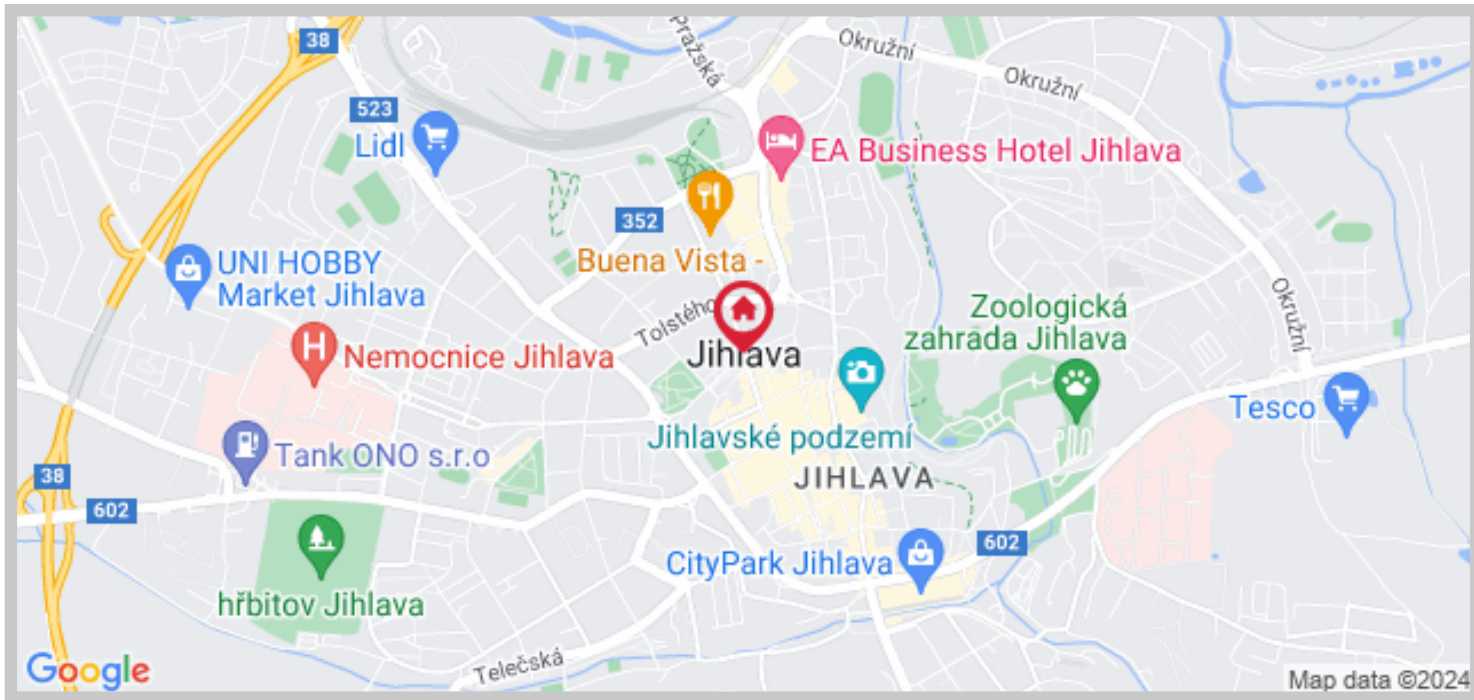 38
Pražská
Okružní
Okružní
523
Lidl
EA Business Hotel Jihlava
352
Buena Vista -
UNI HOBBY
Market Jihlava
Tolstého
Zoologická
zahrada Jihlava
Okružní
Nemocnice Jihlava
Jihlava
Tesco
Jihlavské podzemí
Tank ONO s.r.o
JIHLAVA
38
602
602
CityPark Jihlava
hřbitov Jihlava
Telečská
Google
Map data ©2024